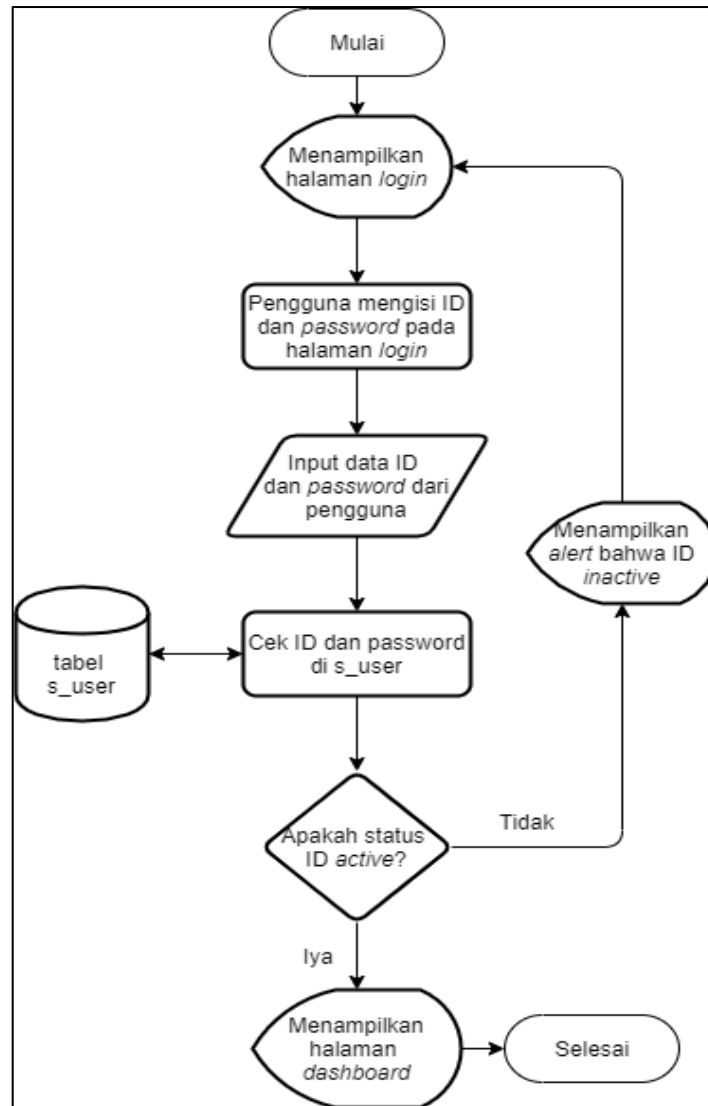 Mulai
Menampilkan
halaman login
Pengguna mengisi ID
dan password pada
halaman login
Input data ID
dan password dari
pengguna
Menampilkan
alert bahwa ID
inactive
tabel
s_user
Cek ID dan password
di s_user
Apakah status
ID active?
Tidak
Iya
Menampilkan
halaman
dashboard
Selesai